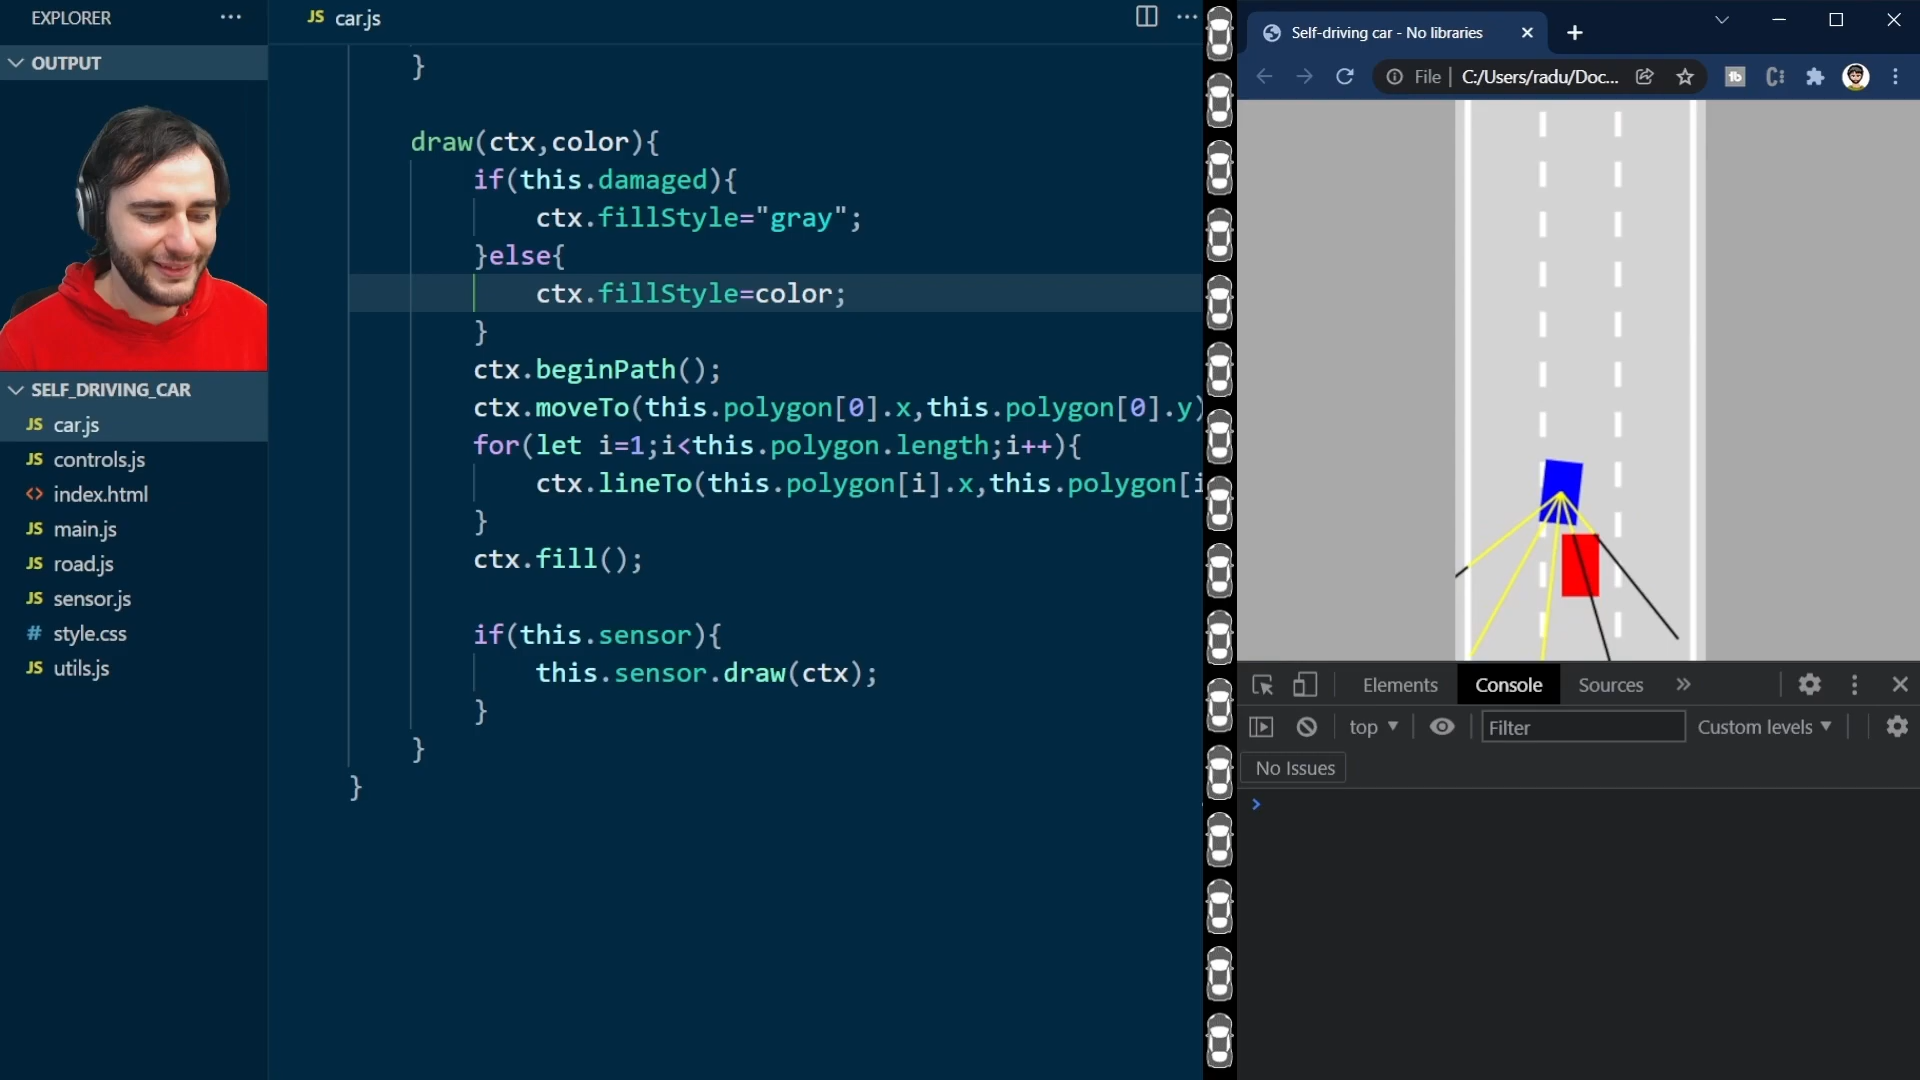 EXPLORER
OUTPUT
SELF_DRIVING_CAR
JS car.js
JS controls.js
<> index.html
JS main.js
JS road.js
JS sensor.js
# style.css
JS utils.js
JS car.js
}
draw(ctx,color){
if(this.damaged){
ctx.fillStyle="gray";
}else{
ctx.fillStyle=color;
}
ctx.beginPath();
ctx.moveTo(this.polygon[0].x,this.polygon[0].y)
for(let i=1;i<this.polygon.length;i++){
ctx.lineTo(this.polygon[i].x,this.polygon[i
}
ctx.fill();
if(this.sensor){
this.sensor.draw(ctx);
}
}
}
Self-driving car - No libraries
File | C:/Users/radu/Doc...
Elements Console Sources
top Filter Custom levels
No Issues